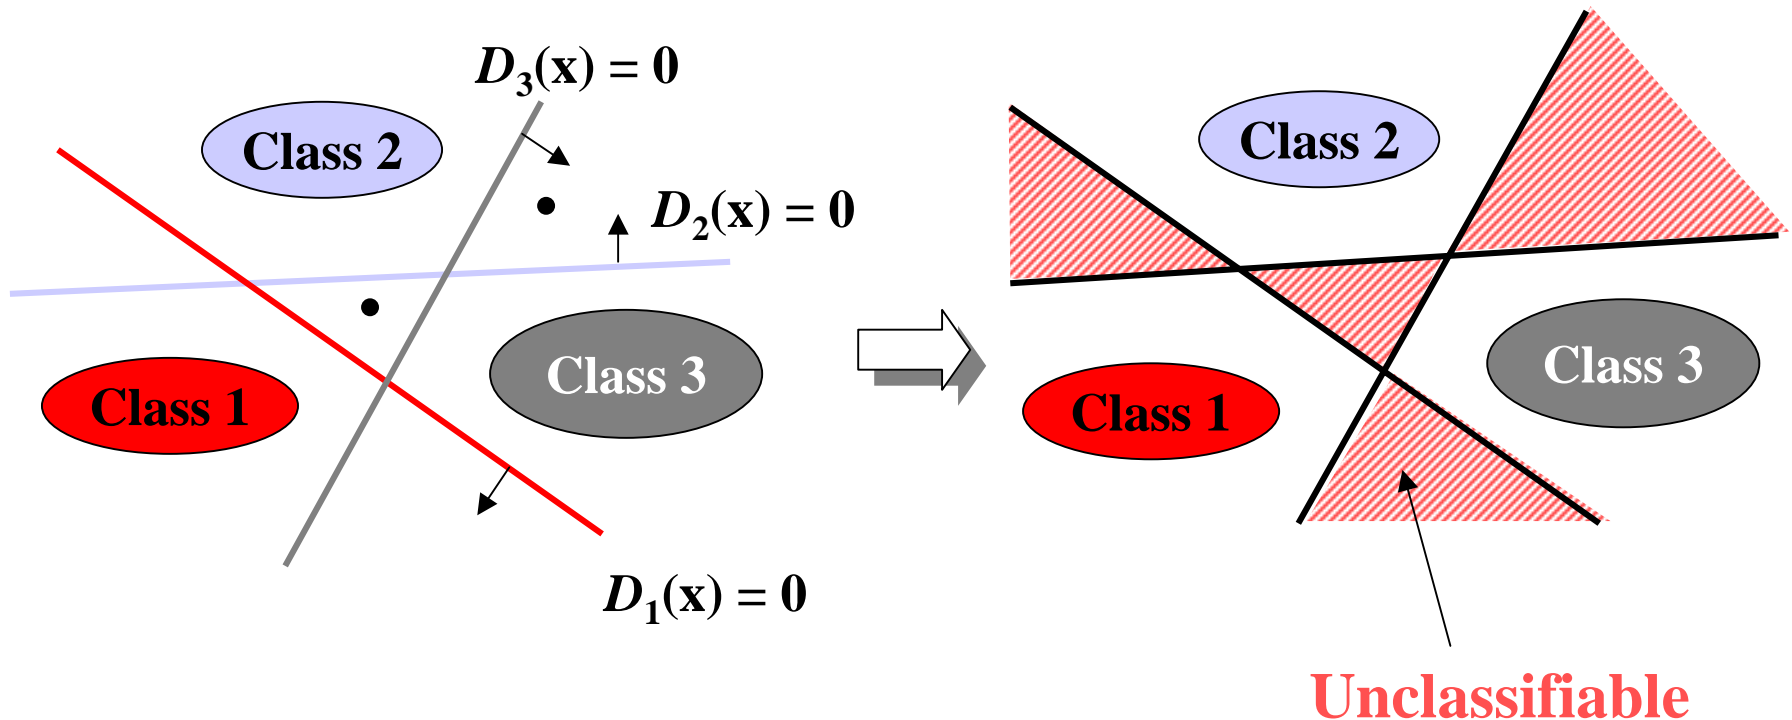 D₃(x) = 0
Class 2
D₂(x) = 0
Class 3
Class 1
D₁(x) = 0
Class 2
Class 3
Class 1
Unclassifiable